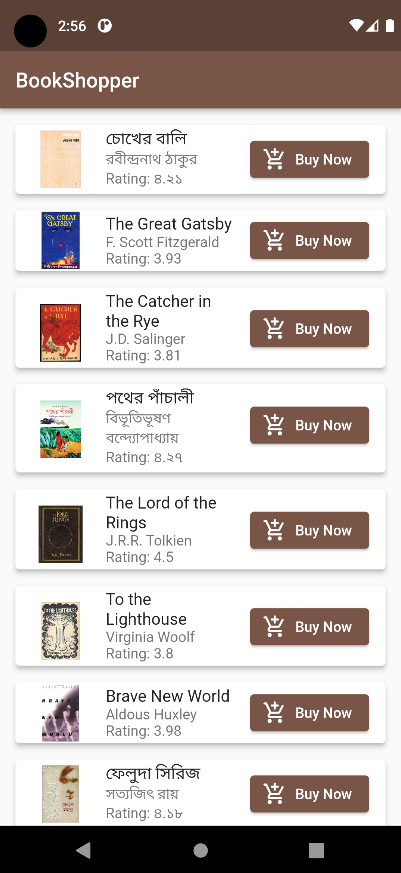 2:56
BookShopper
চোখের বালি
রবীন্দ্রনাথ ঠাকুর
Rating: ৪.২১
Buy Now
The Great Gatsby
F. Scott Fitzgerald
Rating: 3.93
Buy Now
The Catcher in
the Rye
J.D. Salinger
Rating: 3.81
Buy Now
পথের পাঁচালী
বিভূতিভূষণ
বন্দ্যোপাধ্যায়
Rating: ৪.২৭
Buy Now
The Lord of the
Rings
J.R.R. Tolkien
Rating: 4.5
Buy Now
To the
Lighthouse
Virginia Woolf
Rating: 3.8
Buy Now
Brave New World
Aldous Huxley
Rating: 3.98
Buy Now
ফেলুদা সিরিজ
সত্যজিৎ রায়
Rating: ৪.১৮
Buy Now